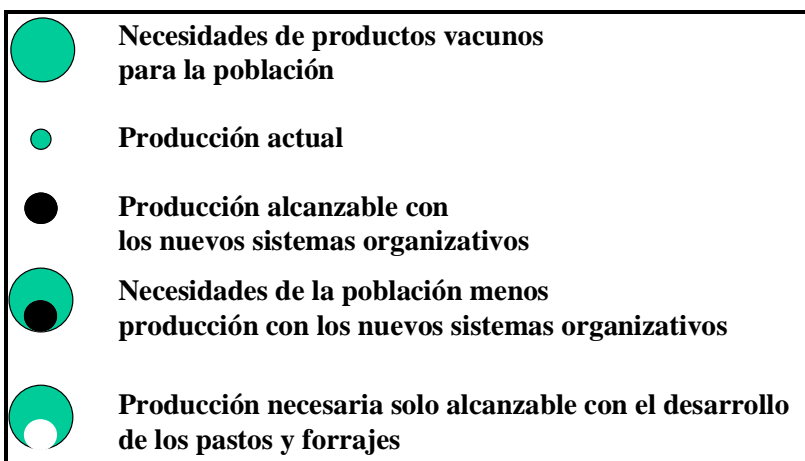 Necesidades de productos vacunos
para la población
Producción actual
Producción alcanzable con
los nuevos sistemas organizativos
Necesidades de la población menos
producción con los nuevos sistemas organizativos
Producción necesaria solo alcanzable con el desarrollo
de los pastos y forrajes